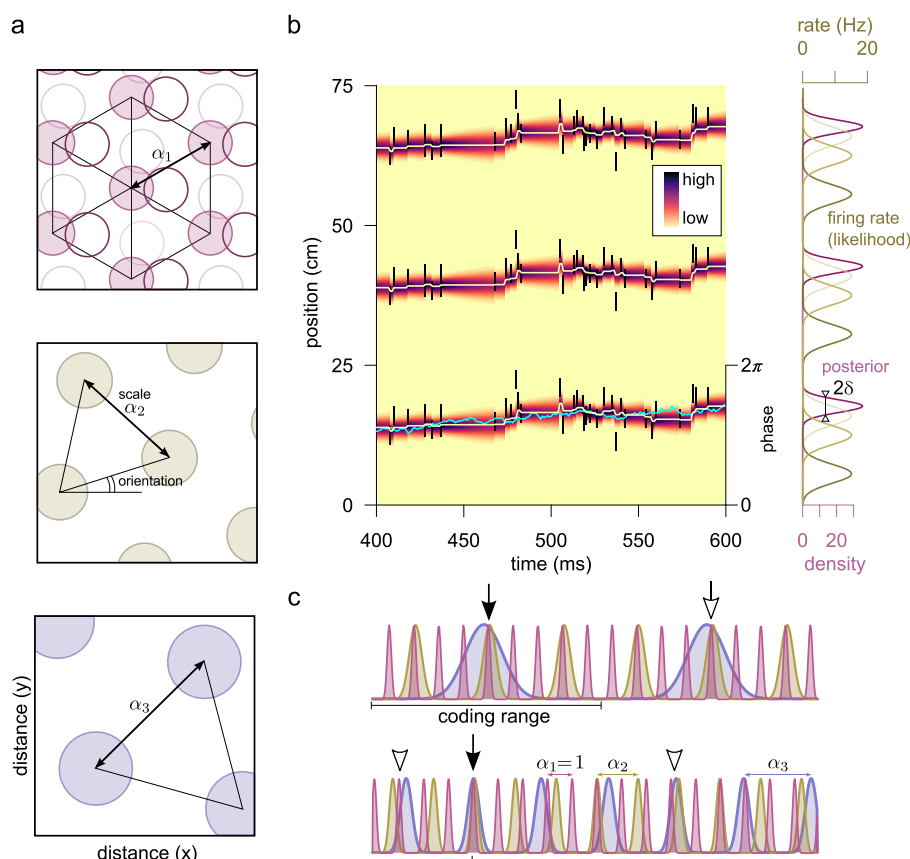 a
α1
scale
α2
orientation
α3
distance (y)
distance (x)
b
75
50
25
0
position (cm)
high
low
2π
phase
0
400
450
500
550
600
time (ms)
rate (Hz)
0
20
firing rate
(likelihood)
posterior
2δ
0
20
density
c
coding range
α1=1
α2
α3